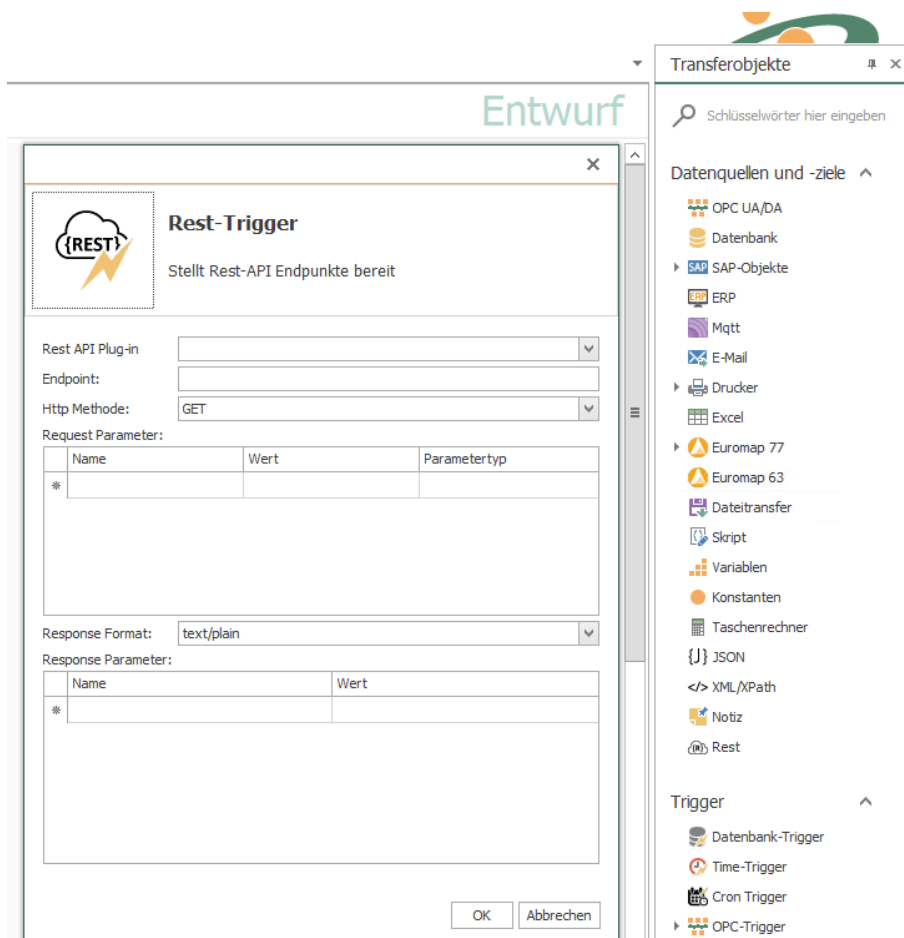 Entwurf
Rest-Trigger
{REST}
Stellt Rest-API Endpunkte bereit
Rest API Plug-in
Endpoint:
Http Methode: GET
Request Parameter:
Name Wert Parametertyp
Response Format: text/plain
Response Parameter:
Name Wert
OK Abbrechen
Transferobjekte
Schlüsselwörter hier eingeben
Datenquellen und -ziele
OPC UA/DA
Datenbank
SAP SAP-Objekte
ERP ERP
Mqtt
E-Mail
Drucker
Excel
Euromap 77
Euromap 63
Dateitransfer
Skript
Variablen
Konstanten
Taschenrechner
{J} JSON
</> XML/XPath
Notiz
{R} Rest
Trigger
Datenbank-Trigger
Time-Trigger
Cron Trigger
OPC-Trigger